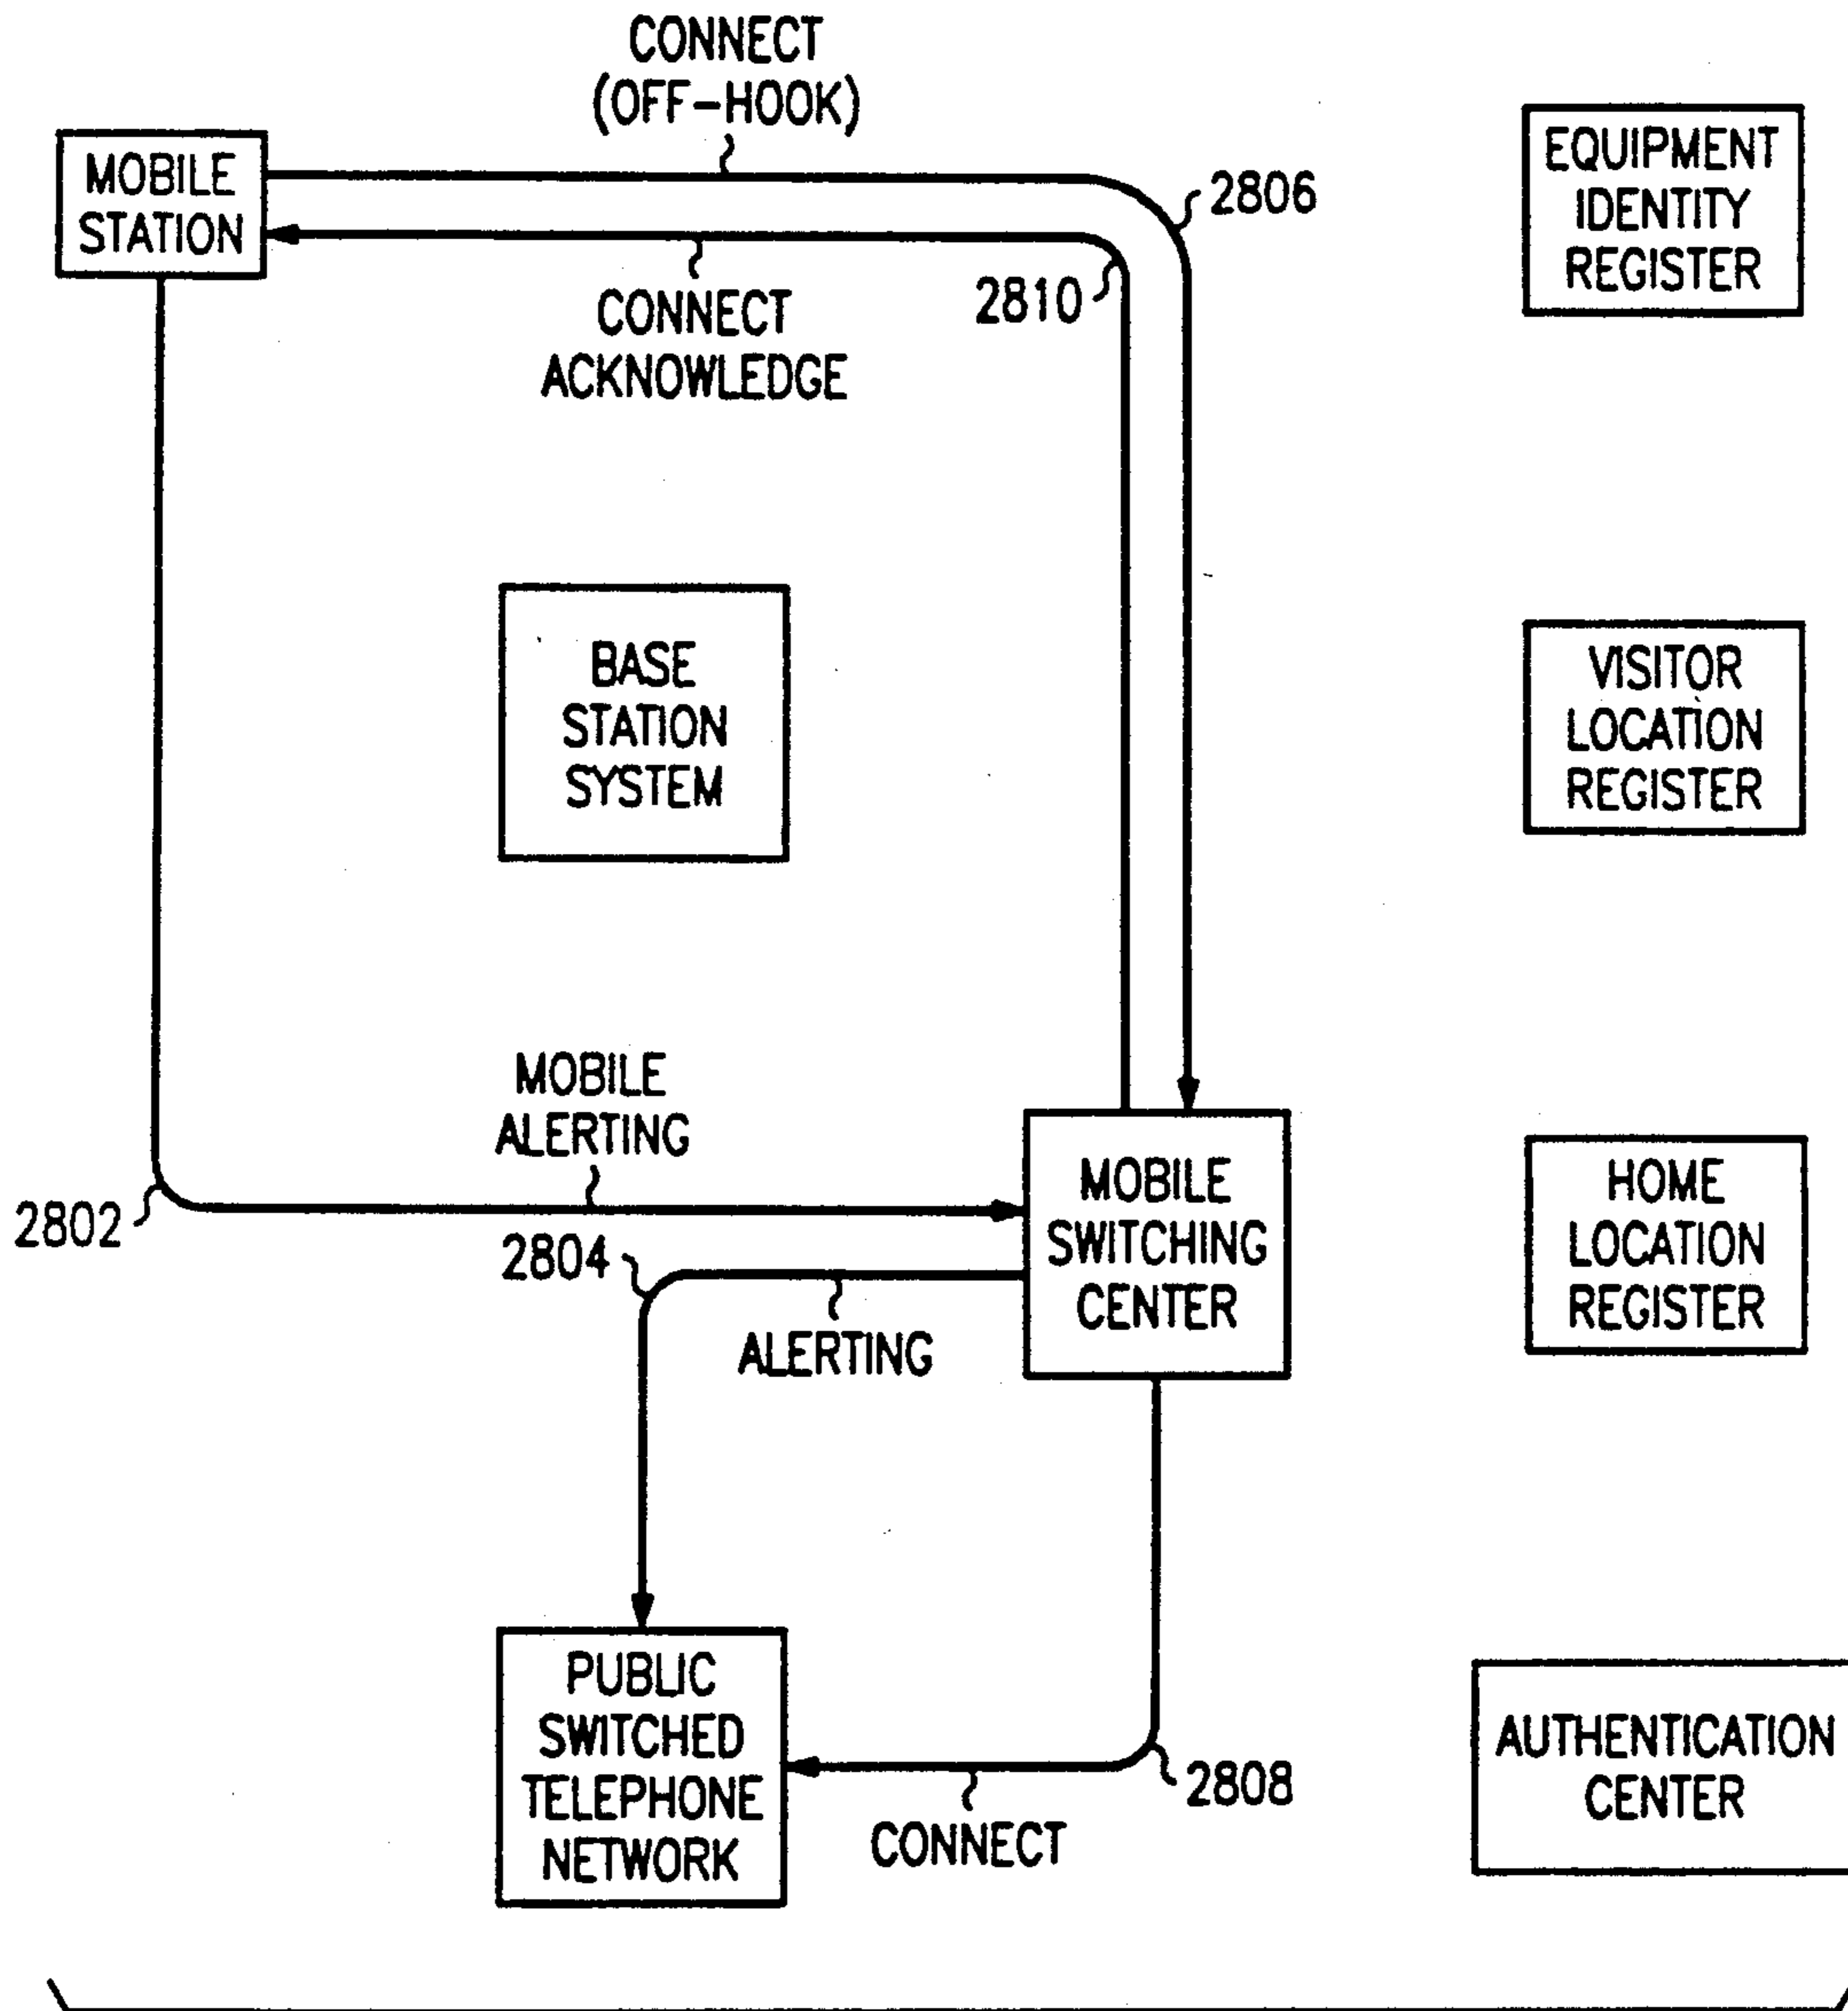 CONNECT
(OFF-HOOK)
MOBILE
STATION
2806
EQUIPMENT
IDENTITY
REGISTER
CONNECT
ACKNOWLEDGE
2810
BASE
STATION
SYSTEM
VISITOR
LOCATION
REGISTER
MOBILE
ALERTING
2802
2804
ALERTING
MOBILE
SWITCHING
CENTER
HOME
LOCATION
REGISTER
PUBLIC
SWITCHED
TELEPHONE
NETWORK
CONNECT
2808
AUTHENTICATION
CENTER